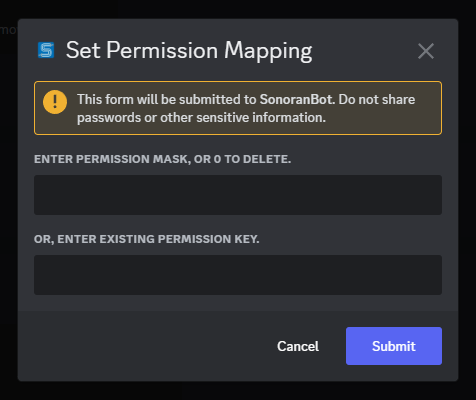 Set Permission Mapping
This form will be submitted to SonoranBot. Do not share
passwords or other sensitive information.
ENTER PERMISSION MASK, OR 0 TO DELETE.
OR, ENTER EXISTING PERMISSION KEY.
Cancel Submit